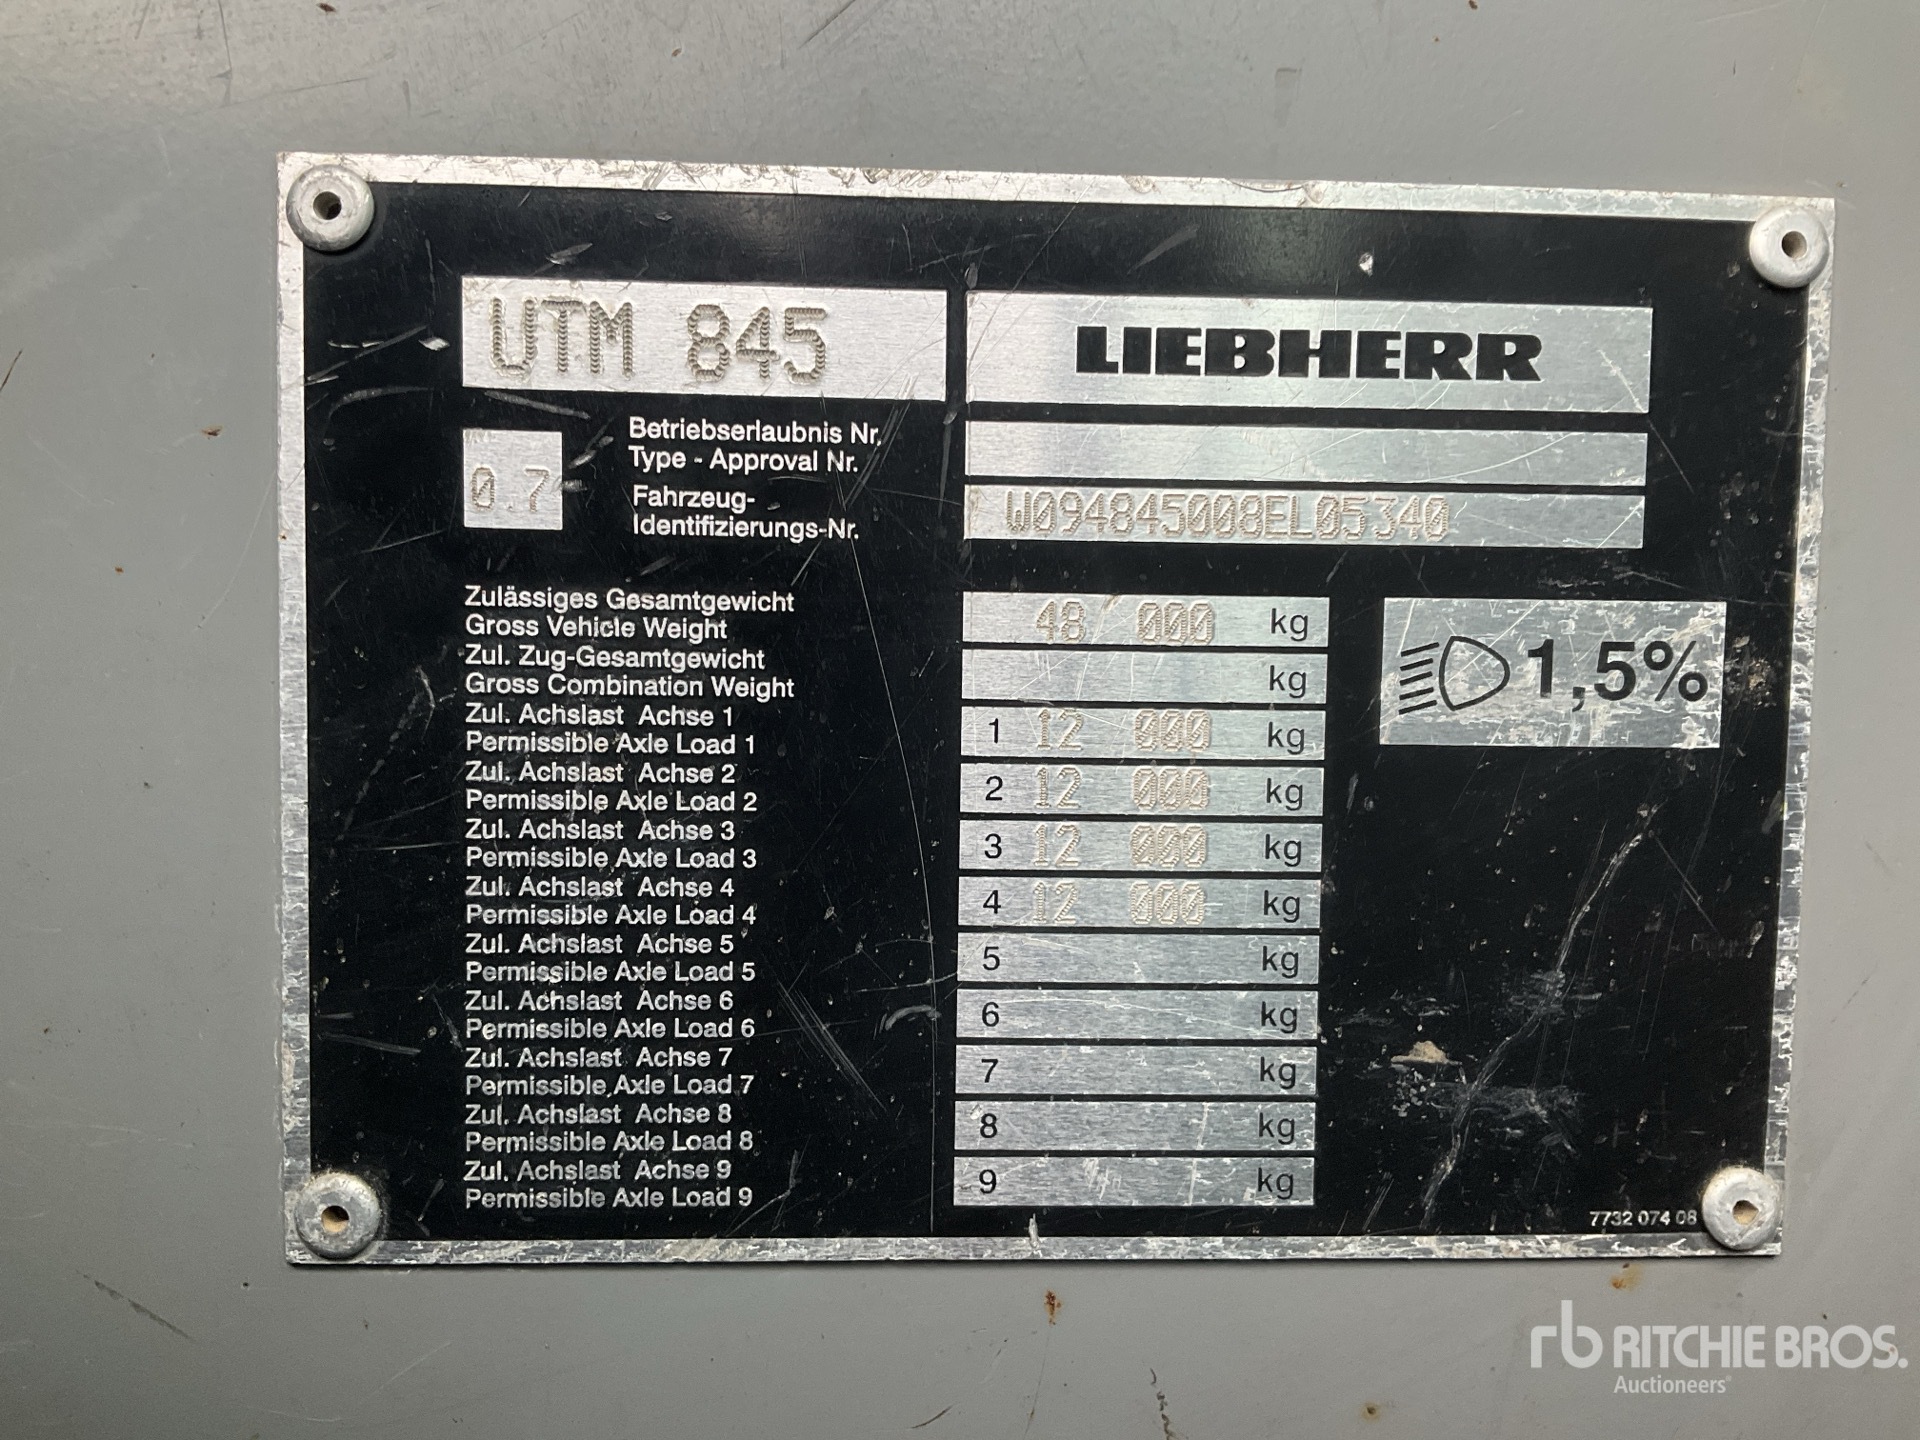 UTM 845
LIEBHERR
0.7
Betriebserlaubnis Nr.
Type - Approval Nr.
Fahrzeug-
Identifizierungs-Nr.
W094845008EL05340
Zulässiges Gesamtgewicht
Gross Vehicle Weight
48 000 kg
Zul. Zug-Gesamtgewicht
Gross Combination Weight
kg
1,5%
Zul. Achslast Achse 1
Permissible Axle Load 1
1 12 000 kg
Zul. Achslast Achse 2
Permissible Axle Load 2
2 12 000 kg
Zul. Achslast Achse 3
Permissible Axle Load 3
3 12 000 kg
Zul. Achslast Achse 4
Permissible Axle Load 4
4 12 000 kg
Zul. Achslast Achse 5
Permissible Axle Load 5
5 kg
Zul. Achslast Achse 6
Permissible Axle Load 6
6 kg
Zul. Achslast Achse 7
Permissible Axle Load 7
7 kg
Zul. Achslast Achse 8
Permissible Axle Load 8
8 kg
Zul. Achslast Achse 9
Permissible Axle Load 9
9 kg
7732 074 08
rb RITCHIE BROS.
Auctioneers